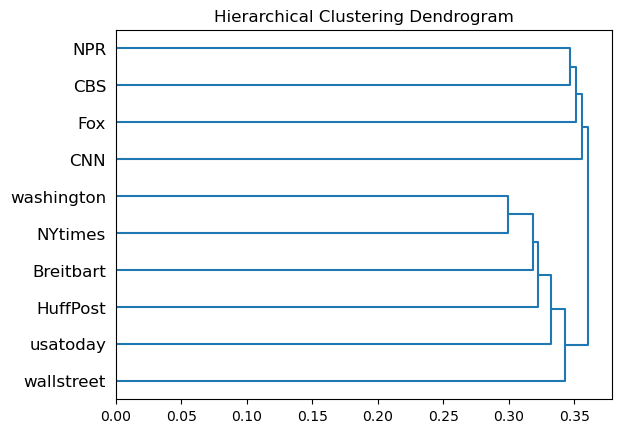 Hierarchical Clustering Dendrogram
NPR
CBS
Fox
CNN
washington
NYtimes
Breitbart
HuffPost
usatoday
wallstreet
0.00 0.05 0.10 0.15 0.20 0.25 0.30 0.35